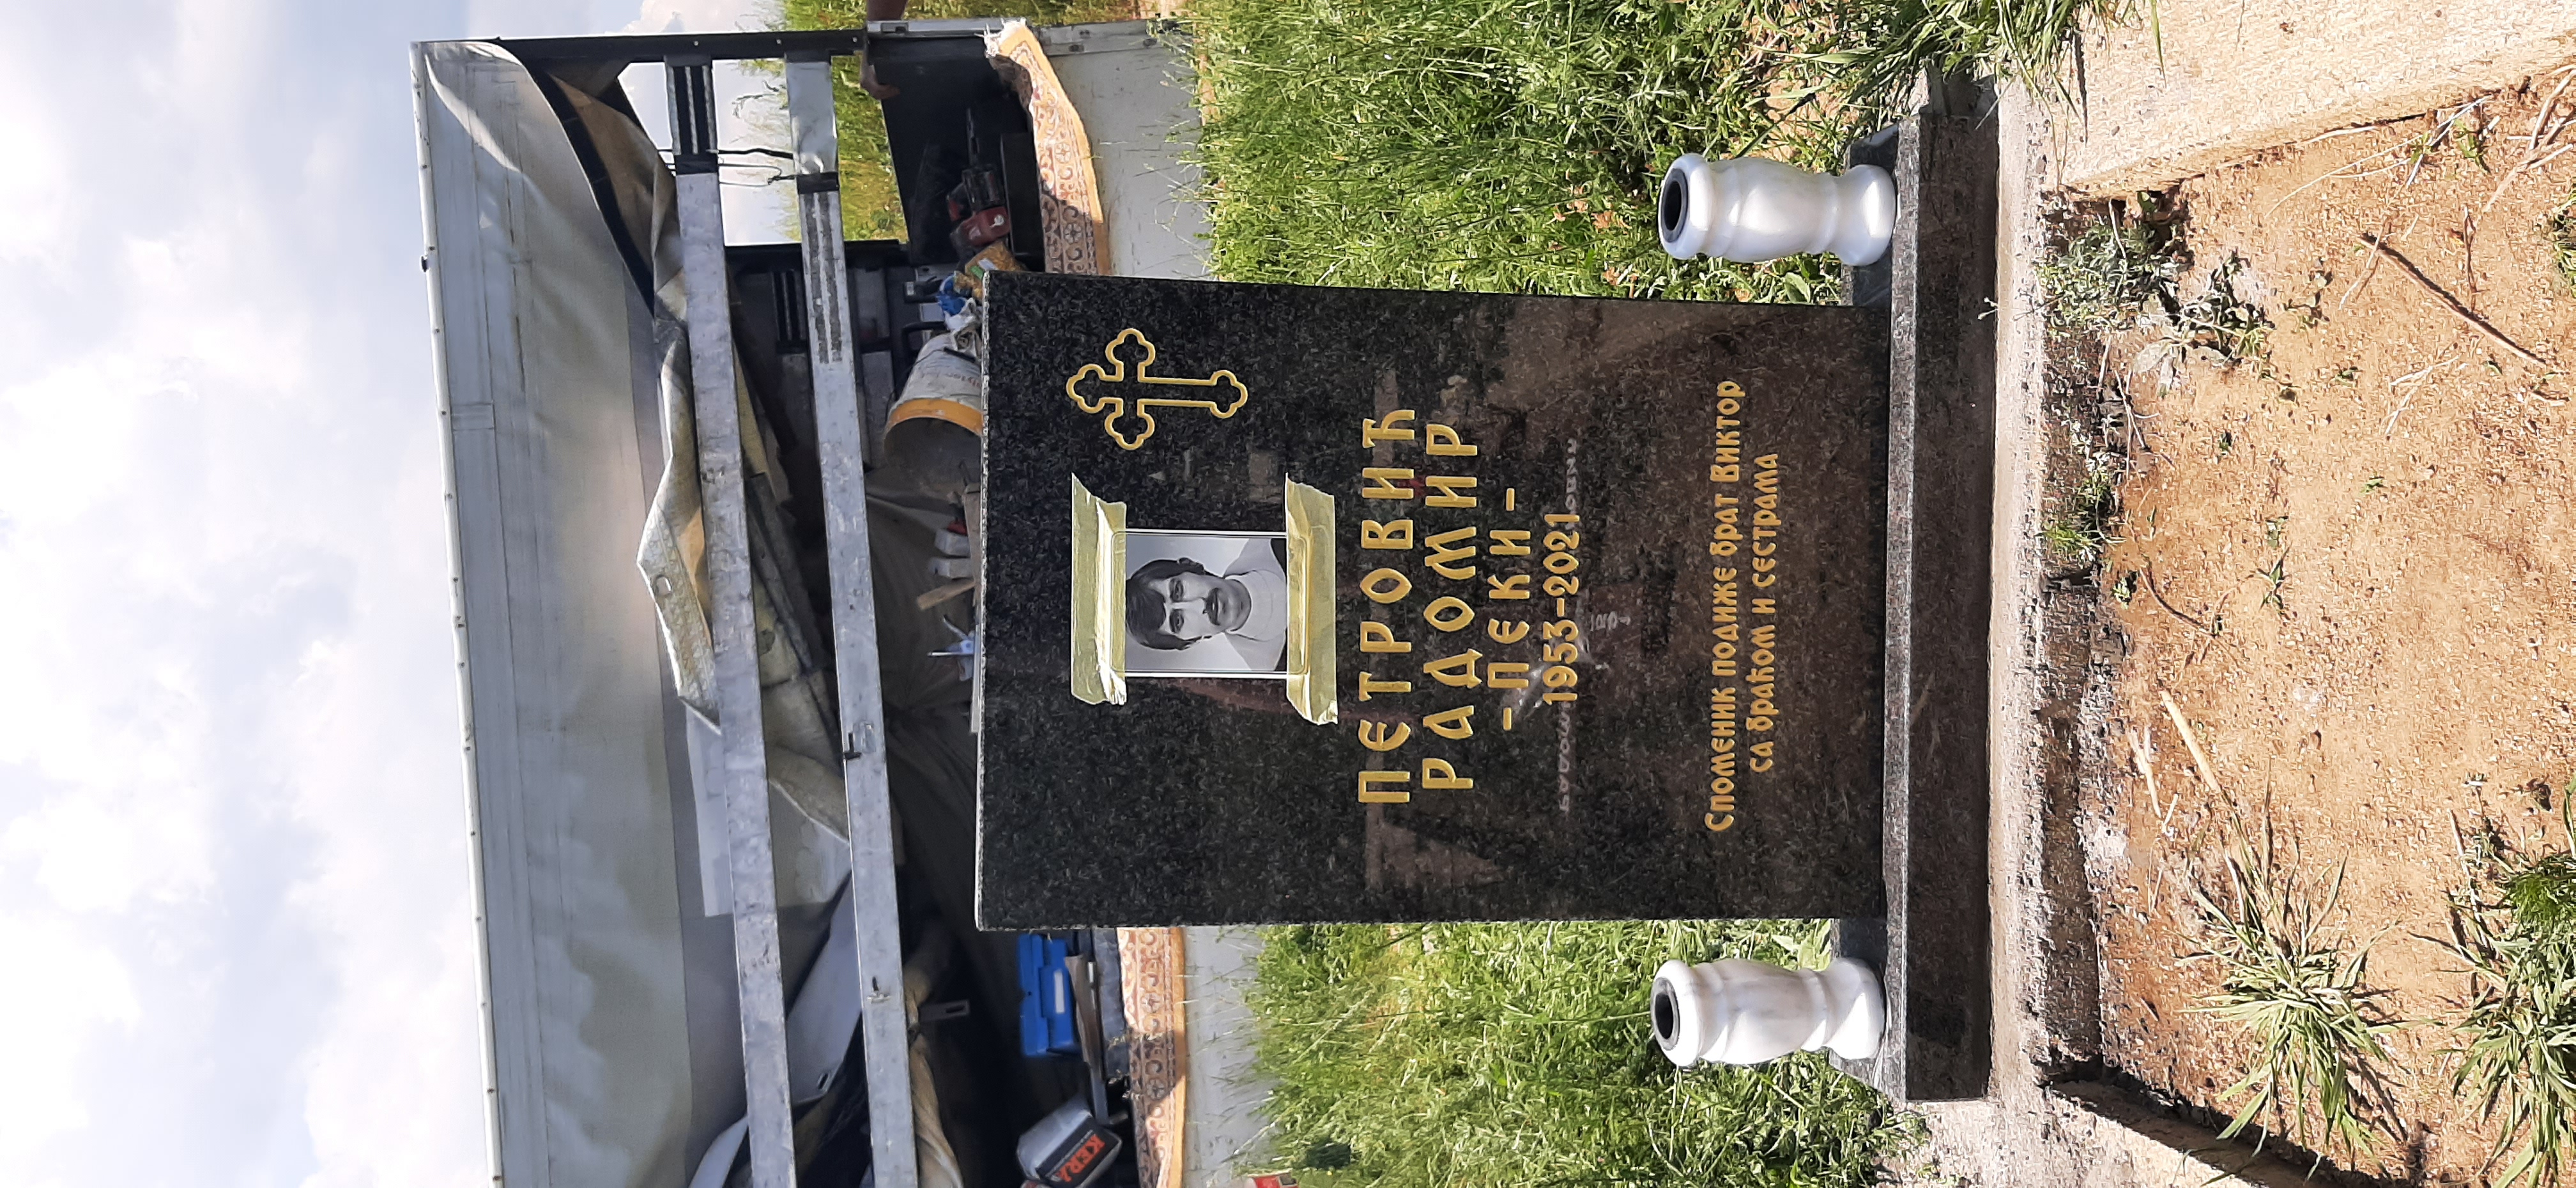 ПЕТРОВИЋ
РАДОМИР
-ПЕКИ-
1953-2021
Споменик подиже брат Виктор
са браћом и сестрама